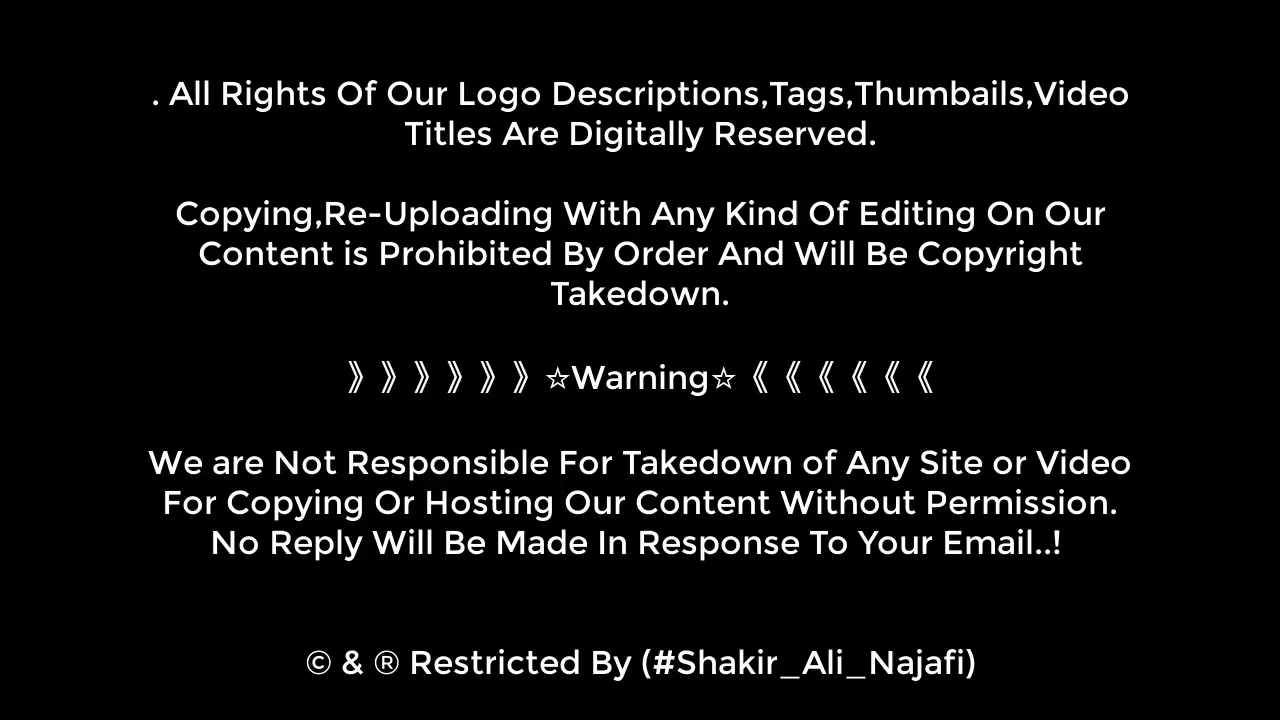 . All Rights Of Our Logo Descriptions,Tags,Thumbails,Video
Titles Are Digitally Reserved.
Copying,Re-Uploading With Any Kind Of Editing On Our
Content is Prohibited By Order And Will Be Copyright
Takedown.
》》》》》》☆Warning☆《《《《《《
We are Not Responsible For Takedown of Any Site or Video
For Copying Or Hosting Our Content Without Permission.
No Reply Will Be Made In Response To Your Email..!
© & ® Restricted By (#Shakir_Ali_Najafi)